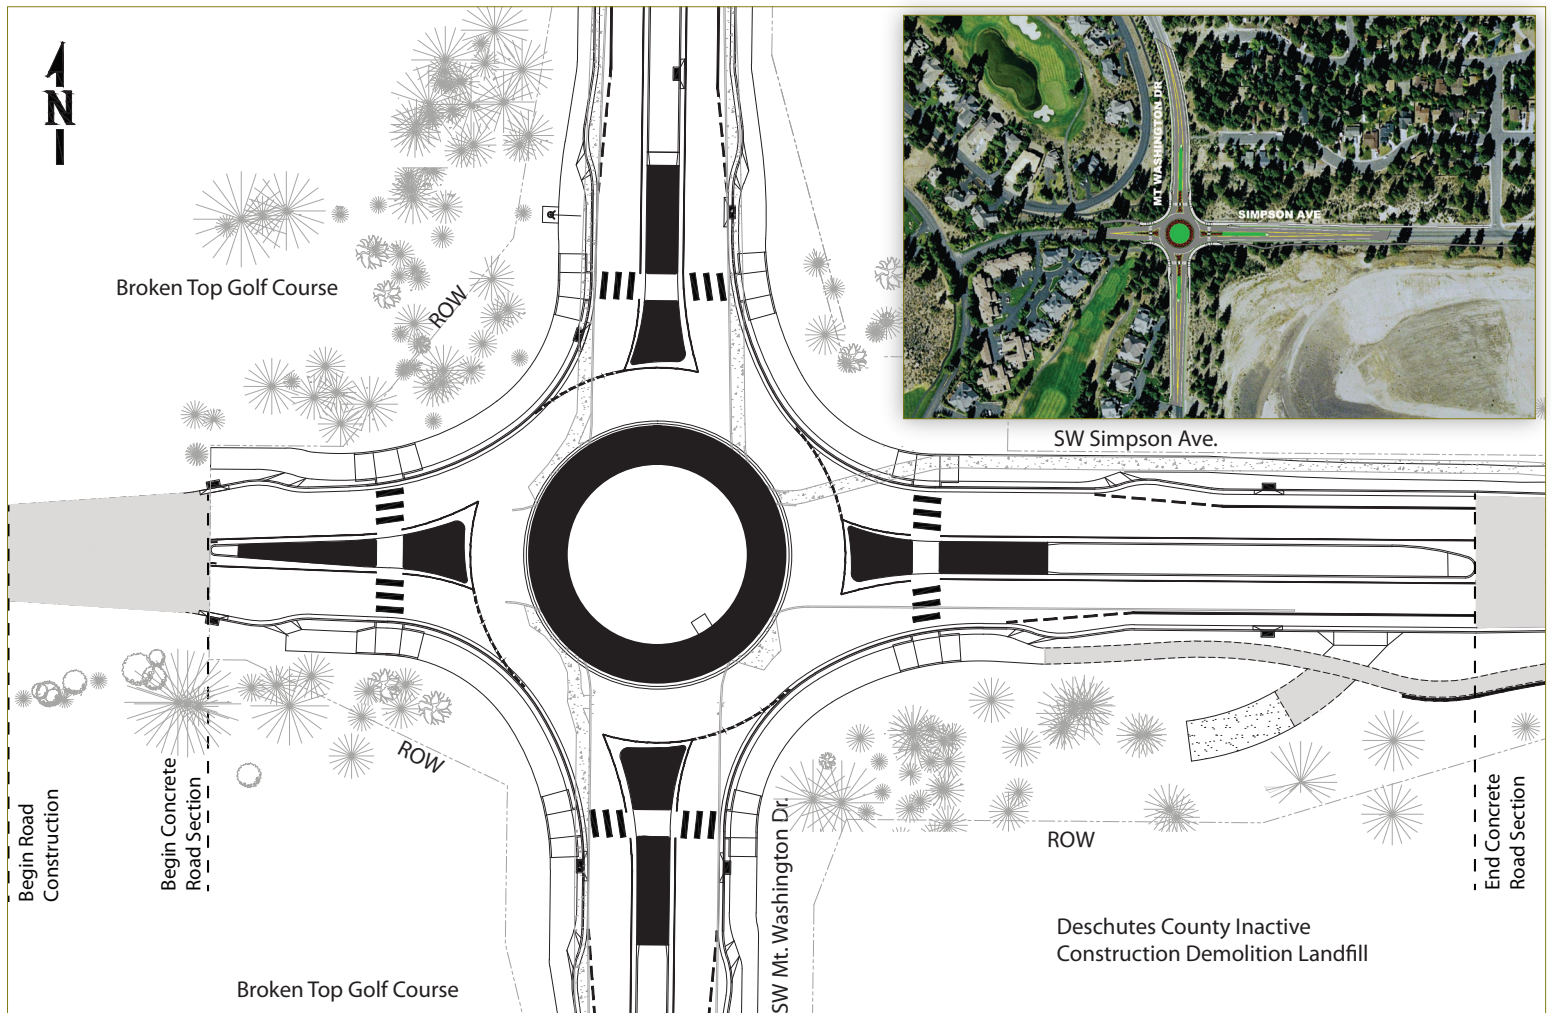 N
MT WASHINGTON DR
SIMPSON AVE
Broken Top Golf Course
ROW
SW Simpson Ave.
ROW
Begin Road
Construction
Begin Concrete
Road Section
SW Mt. Washington Dr.
ROW
End Concrete
Road Section
Deschutes County Inactive
Construction Demolition Landfill
Broken Top Golf Course